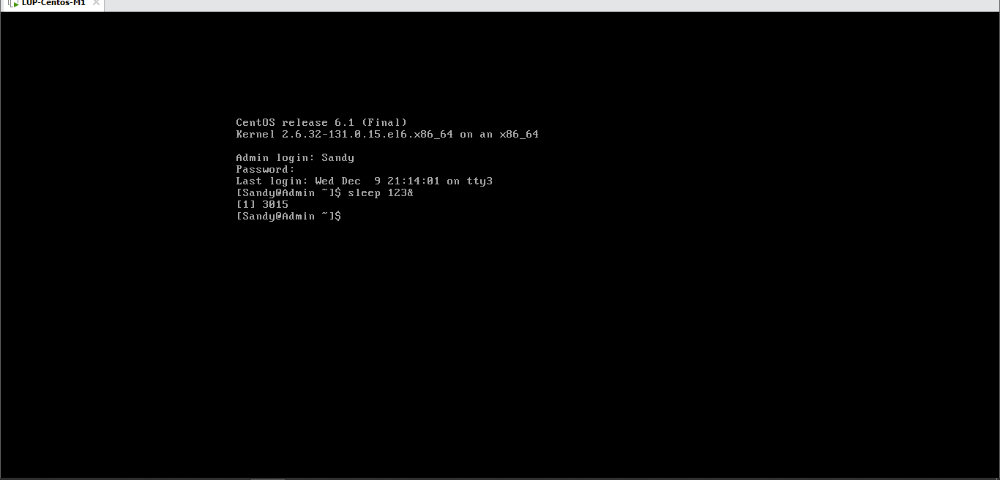 LUP-Centos-M1
CentOS release 6.1 (Final)
Kernel 2.6.32-131.0.15.el6.x86_64 on an x86_64
Admin login: Sandy
Password:
Last login: Wed Dec  9 21:14:01 on tty3
[Sandy@Admin ~]$ sleep 123&
[1] 3015
[Sandy@Admin ~]$